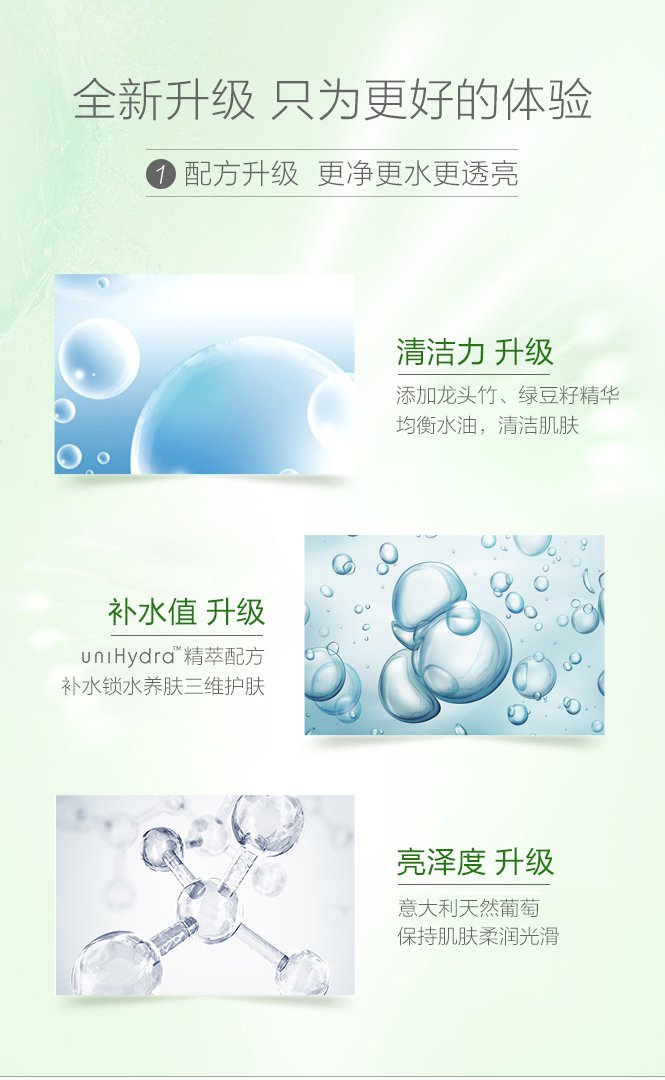 全新升级 只为更好的体验
1 配方升级 更净更水更透亮
清洁力 升级
添加龙头竹、绿豆籽精华
均衡水油，清洁肌肤
补水值 升级
uniHydra™精萃配方
补水锁水养肤三维护肤
亮泽度 升级
意大利天然葡萄
保持肌肤柔润光滑